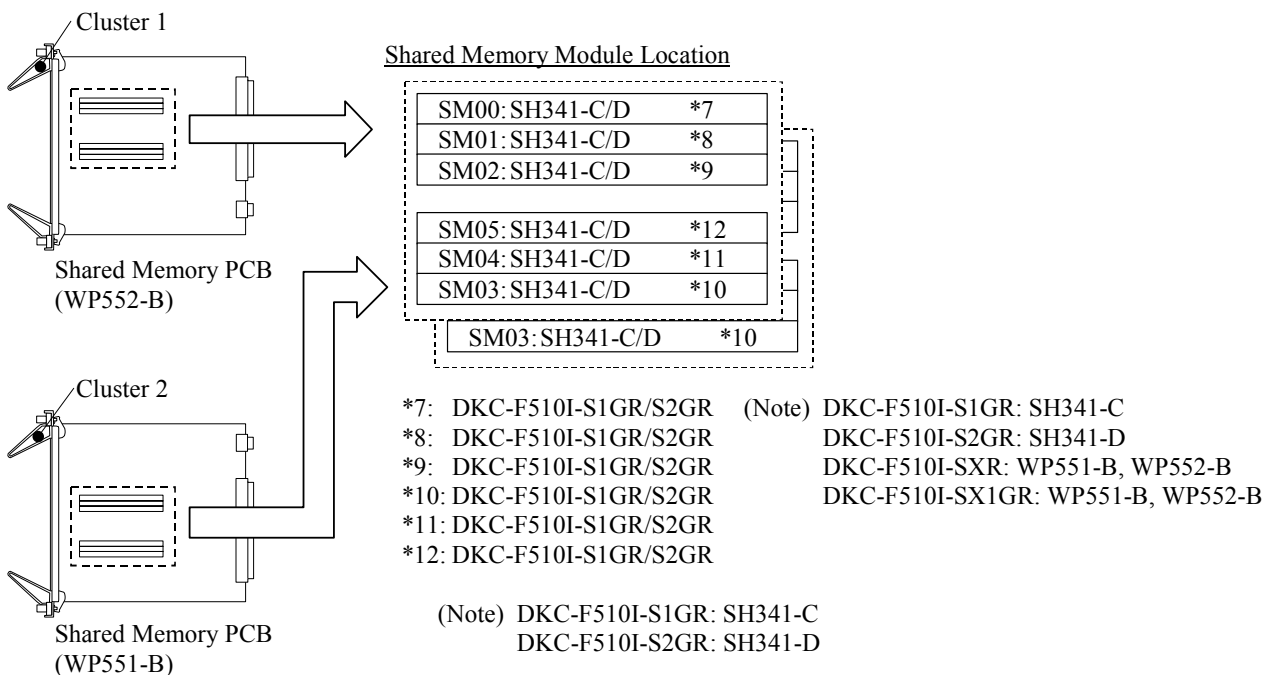 Cluster 1
Shared Memory PCB
(WP552-B)
Cluster 2
Shared Memory PCB
(WP551-B)
Shared Memory Module Location
SM00: SH341-C/D *7
SM01: SH341-C/D *8
SM02: SH341-C/D *9
SM05: SH341-C/D *12
SM04: SH341-C/D *11
SM03: SH341-C/D *10
SM03: SH341-C/D *10
*7: DKC-F510I-S1GR/S2GR
*8: DKC-F510I-S1GR/S2GR
*9: DKC-F510I-S1GR/S2GR
*10: DKC-F510I-S1GR/S2GR
*11: DKC-F510I-S1GR/S2GR
*12: DKC-F510I-S1GR/S2GR
(Note) DKC-F510I-S1GR: SH341-C
DKC-F510I-S2GR: SH341-D
DKC-F510I-SXR: WP551-B, WP552-B
DKC-F510I-SX1GR: WP551-B, WP552-B
(Note) DKC-F510I-S1GR: SH341-C
DKC-F510I-S2GR: SH341-D